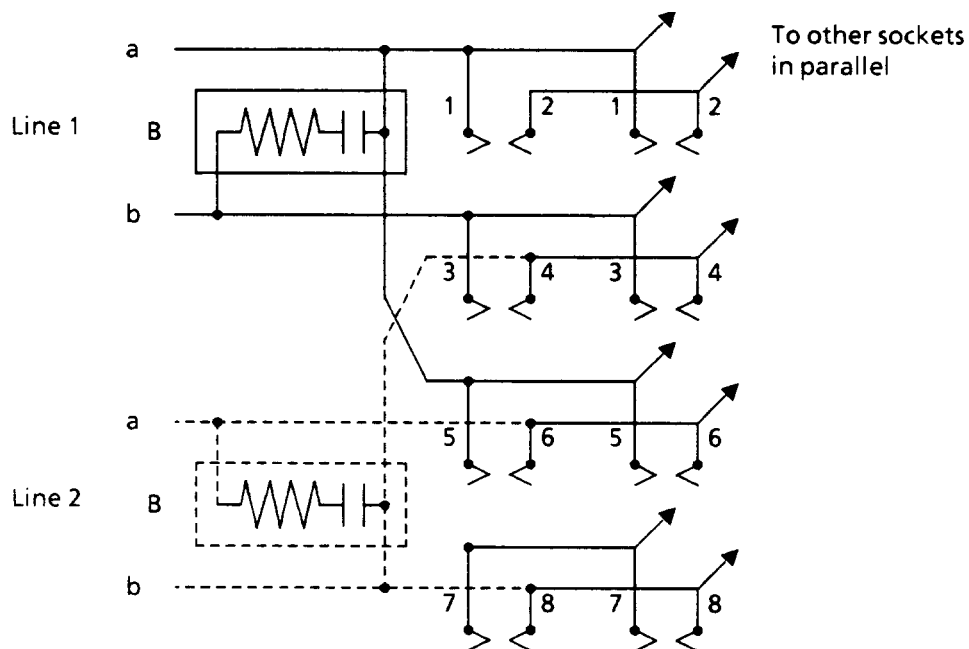 a
To other sockets
in parallel
1 2 1 2
Line 1 B
b
3 4 3 4
a
5 6 5 6
Line 2 B
b
7 8 7 8